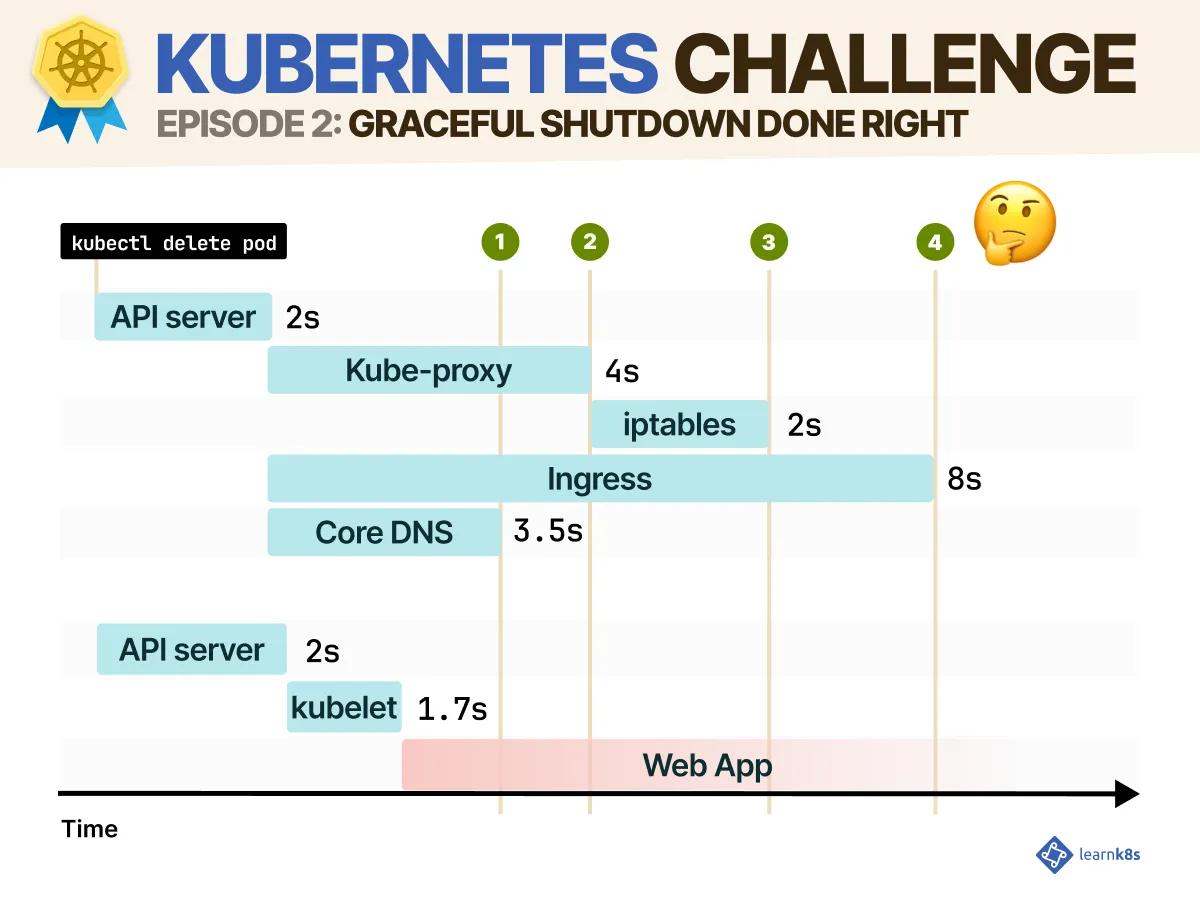 KUBERNETES CHALLENGE
EPISODE 2: GRACEFUL SHUTDOWN DONE RIGHT
kubectl delete pod
1
2
3
4
API server 2s
Kube-proxy 4s
iptables 2s
Ingress 8s
Core DNS 3.5s
API server 2s
kubelet 1.7s
Web App
Time
learnk8s